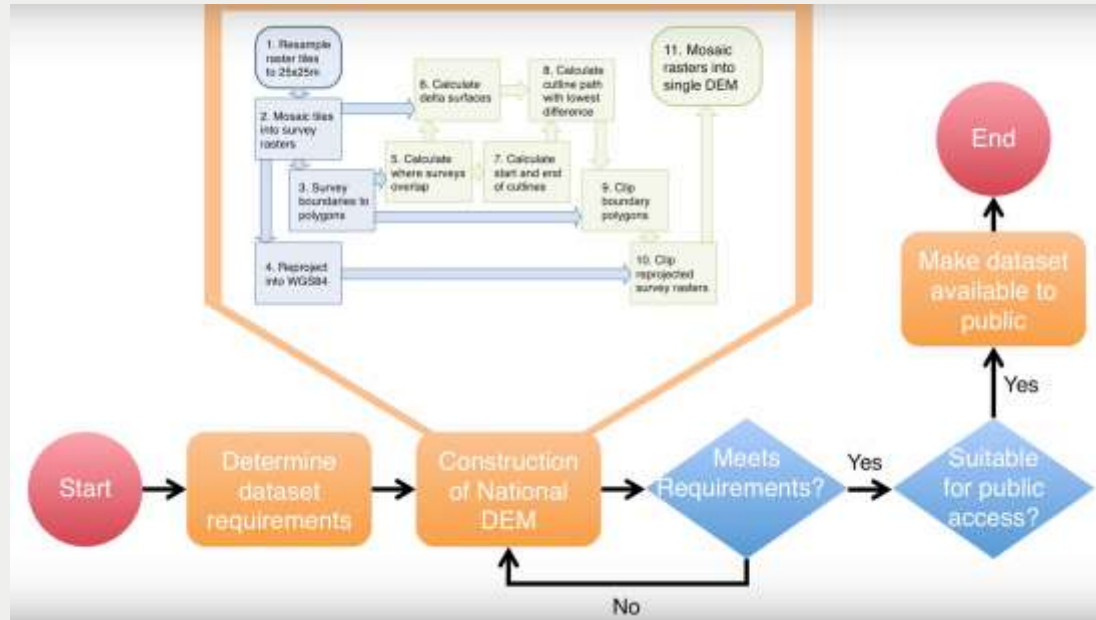 1. Resample
raster tiles
to 25x25m
2. Mosaic tiles
into survey
rasters
3. Survey
boundaries to
polygons
4. Reproject
into WGS84
5. Calculate
where surveys
overlap
6. Calculate
delta surfaces
7. Calculate
start and end
of cutlines
8. Calculate
cutline path
with lowest
difference
9. Clip
boundary
polygons
10. Clip
reprojected
survey rasters
11. Mosaic
rasters into
single DEM
Start
Determine
dataset
requirements
Construction
of National
DEM
Meets
Requirements?
No
Yes
Suitable
for public
access?
Yes
Make dataset
available to
public
End